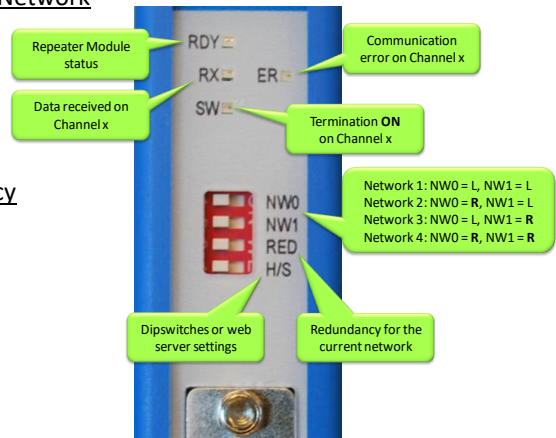 Network
RDY
Repeater Module
status
Communication
error on Channel x
RX
ER
Data received on
Channel x
SW
Termination ON
on Channel x
cy
Network 1: NW0 = L, NW1 = L
Network 2: NW0 = R, NW1 = L
Network 3: NW0 = L, NW1 = R
Network 4: NW0 = R, NW1 = R
NW0
NW1
RED
H/S
Dipswitches or web
server settings
Redundancy for the
current network